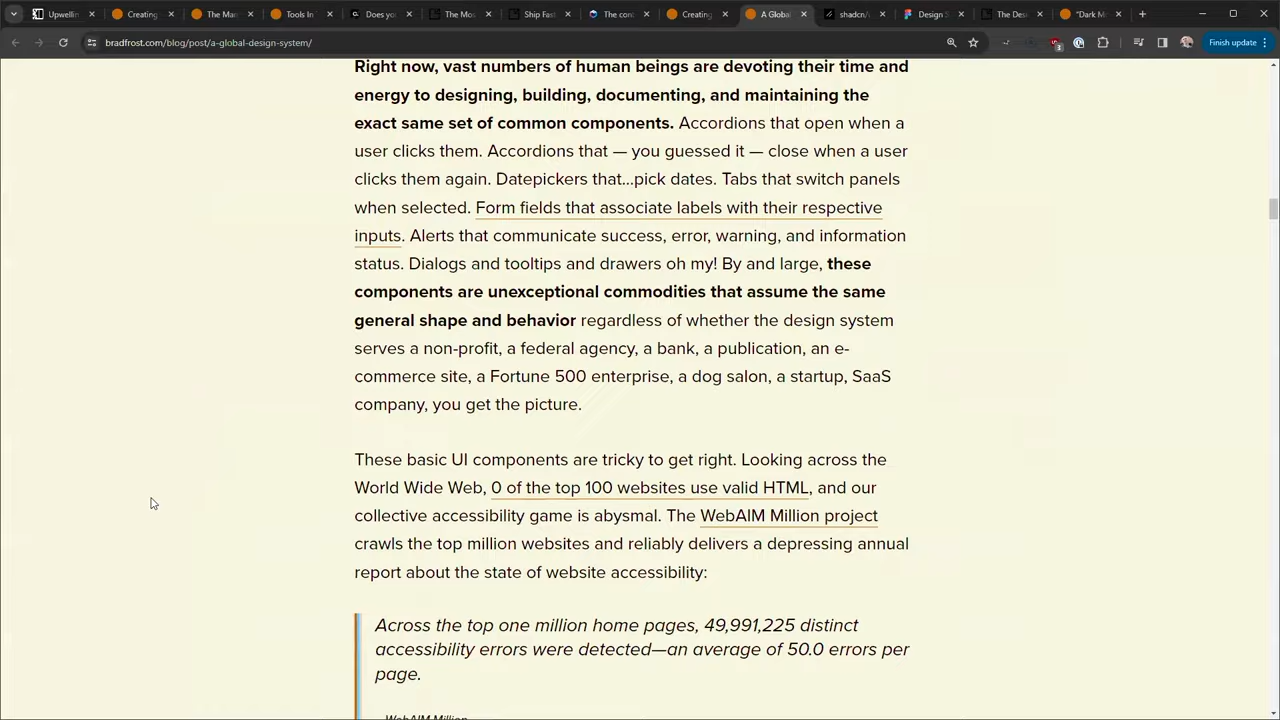 Upwellin
Creating
The Mar
Tools In
Does yo
The Mos
Ship Fast
The con
Creating
A Global
shadcn/
Design S
The Des
"Dark M
bradfrost.com/blog/post/a-global-design-system/
Finish update
Right now, vast numbers of human beings are devoting their time and
energy to designing, building, documenting, and maintaining the
exact same set of common components. Accordions that open when a
user clicks them. Accordions that — you guessed it — close when a user
clicks them again. Datepickers that…pick dates. Tabs that switch panels
when selected. Form fields that associate labels with their respective
inputs. Alerts that communicate success, error, warning, and information
status. Dialogs and tooltips and drawers oh my! By and large, these
components are unexceptional commodities that assume the same
general shape and behavior regardless of whether the design system
serves a non-profit, a federal agency, a bank, a publication, an e-
commerce site, a Fortune 500 enterprise, a dog salon, a startup, SaaS
company, you get the picture.
These basic UI components are tricky to get right. Looking across the
World Wide Web, 0 of the top 100 websites use valid HTML, and our
collective accessibility game is abysmal. The WebAIM Million project
crawls the top million websites and reliably delivers a depressing annual
report about the state of website accessibility:
Across the top one million home pages, 49,991,225 distinct
accessibility errors were detected—an average of 50.0 errors per
page.
WebAIM Million